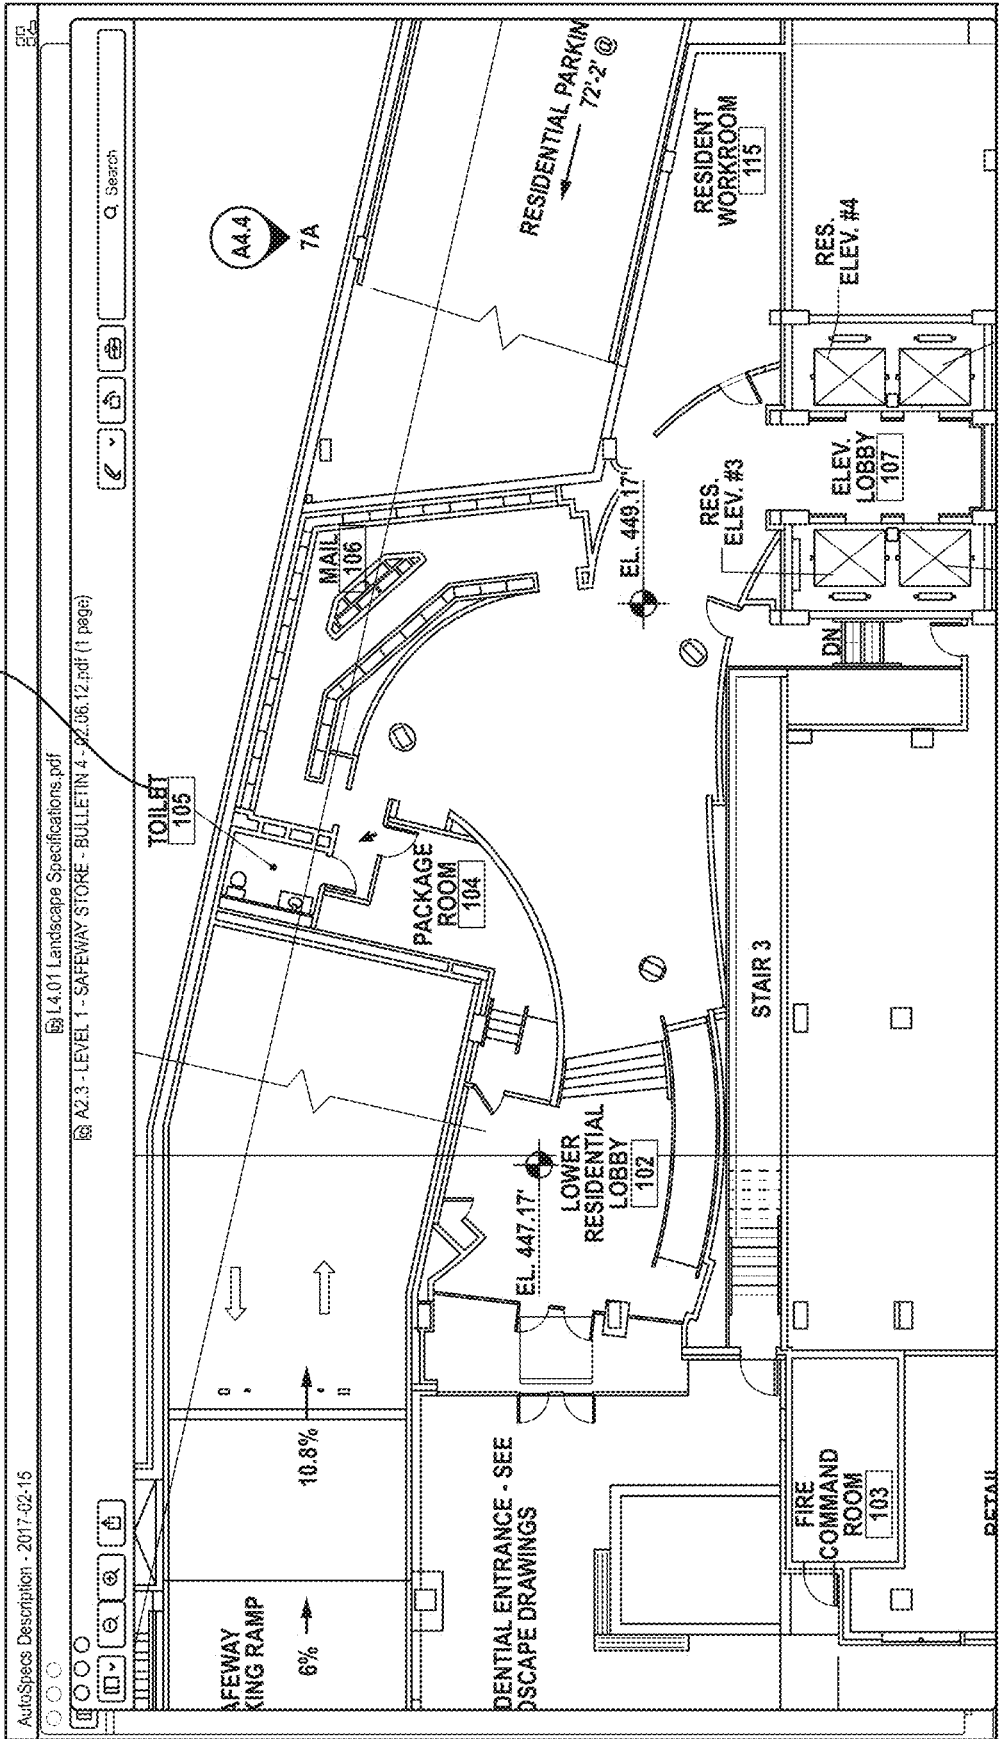 AutoSpecs Description - 2017-02-15
L4.01 Landscape Specifications.pdf
A2.3 - LEVEL 1 - SAFEWAY STORE - BULLETIN 4 - 02.06.12.pdf (1 page)
Search
AFEWAY
KING RAMP
6%
10.8%
TOILET
105
A4.4
7A
MAIL
106
PACKAGE
ROOM
104
RESIDENTIAL PARKIN
72'-2' @
DENTIAL ENTRANCE - SEE
DSCAPE DRAWINGS
EL. 447.17'
LOWER
RESIDENTIAL
LOBBY
102
EL. 449.17'
RES.
ELEV. #3
RESIDENT
WORKROOM
115
STAIR 3
DN
ELEV.
LOBBY
107
RES.
ELEV. #4
FIRE
COMMAND
ROOM
103
RETAIL